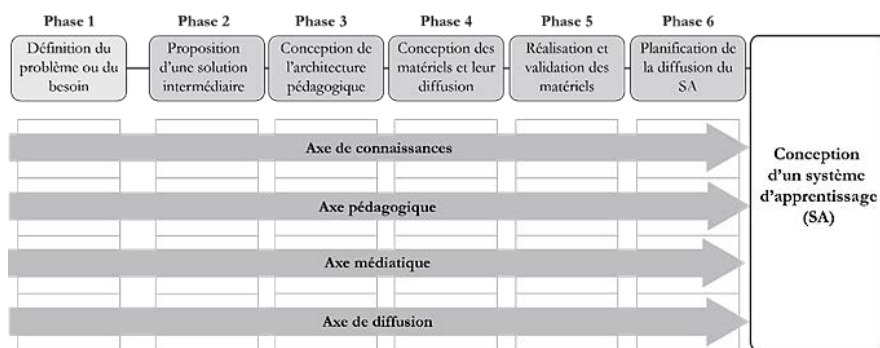 Phase 1 Phase 2 Phase 3 Phase 4 Phase 5 Phase 6
Définition du
problème ou du
besoin
Proposition
d'une solution
intermédiaire
Conception de
l'architecture
pédagogique
Conception des
matériels et leur
diffusion
Réalisation et
validation des
matériels
Planification de
la diffusion du
SA
Axe de connaissances
Axe pédagogique
Axe médiatique
Axe de diffusion
Conception
d'un système
d'apprentissage
(SA)